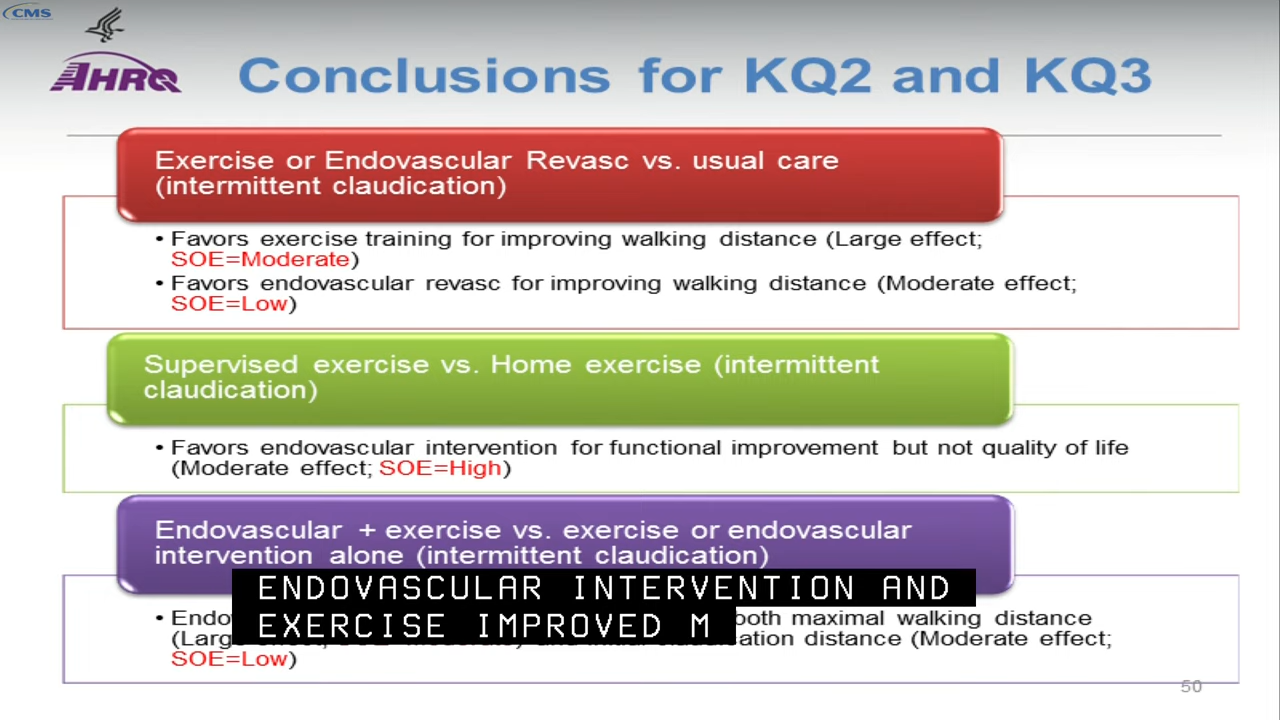 CMS
AHRQ
Conclusions for KQ2 and KQ3
Exercise or Endovascular Revasc vs. usual care
(intermittent claudication)
• Favors exercise training for improving walking distance (Large effect;
SOE=Moderate)
• Favors endovascular revasc for improving walking distance (Moderate effect;
SOE=Low)
Supervised exercise vs. Home exercise (intermittent
claudication)
• Favors endovascular intervention for functional improvement but not quality of life
(Moderate effect; SOE=High)
Endovascular + exercise vs. exercise or endovascular
intervention alone (intermittent claudication)
ENDOVASCULAR INTERVENTION AND
EXERCISE IMPROVED M
both maximal walking distance
distance (Moderate effect;
SOE=Low)
50